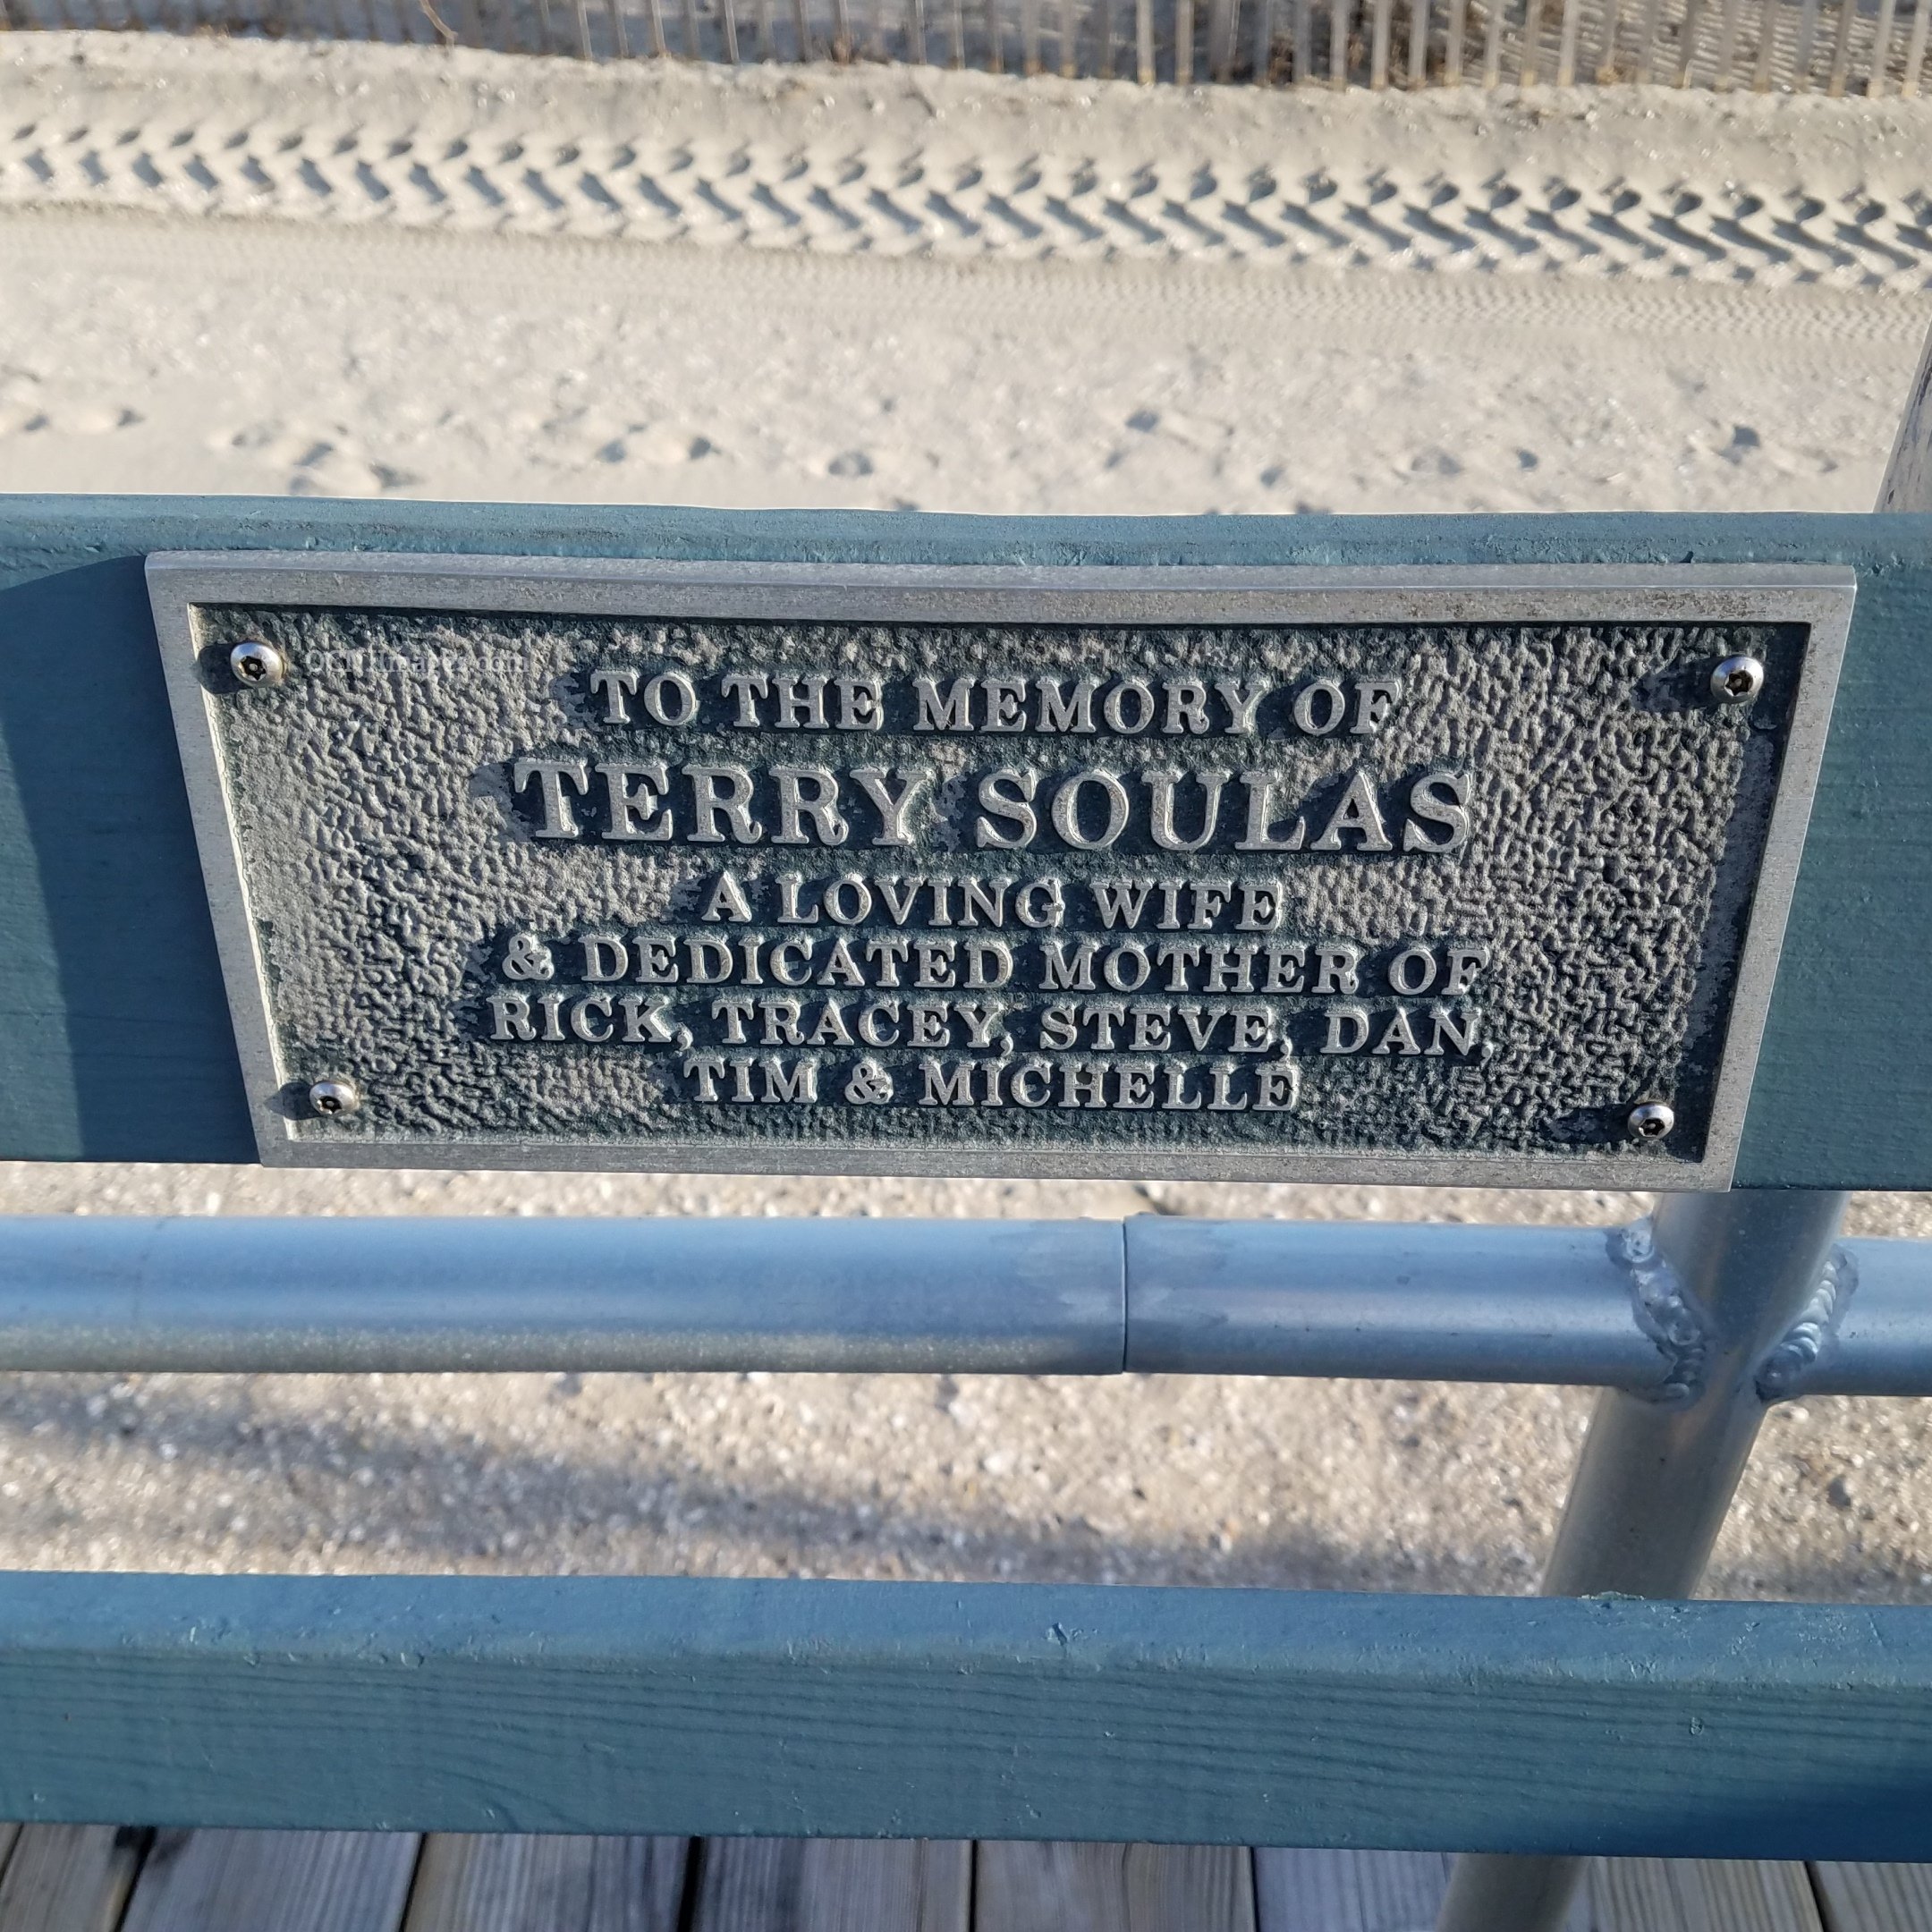 TO THE MEMORY OF
TERRY SOULAS
A LOVING WIFE
& DEDICATED MOTHER OF
RICK, TRACEY, STEVE, DAN,
TIM & MICHELLE